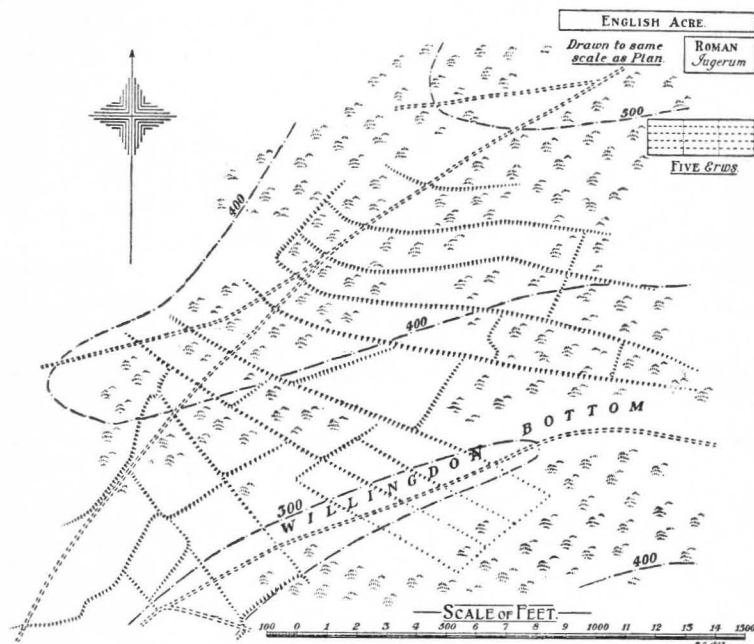 ENGLISH ACRE.
Drawn to same
scale as Plan.
ROMAN
Jugerum
500
FIVE Erws.
400
400
WILLINGDON BOTTOM
300
400
SCALE OF FEET.
100 0 1 2 3 4 500 6 7 8 9 1000 11 12 13 14 1500